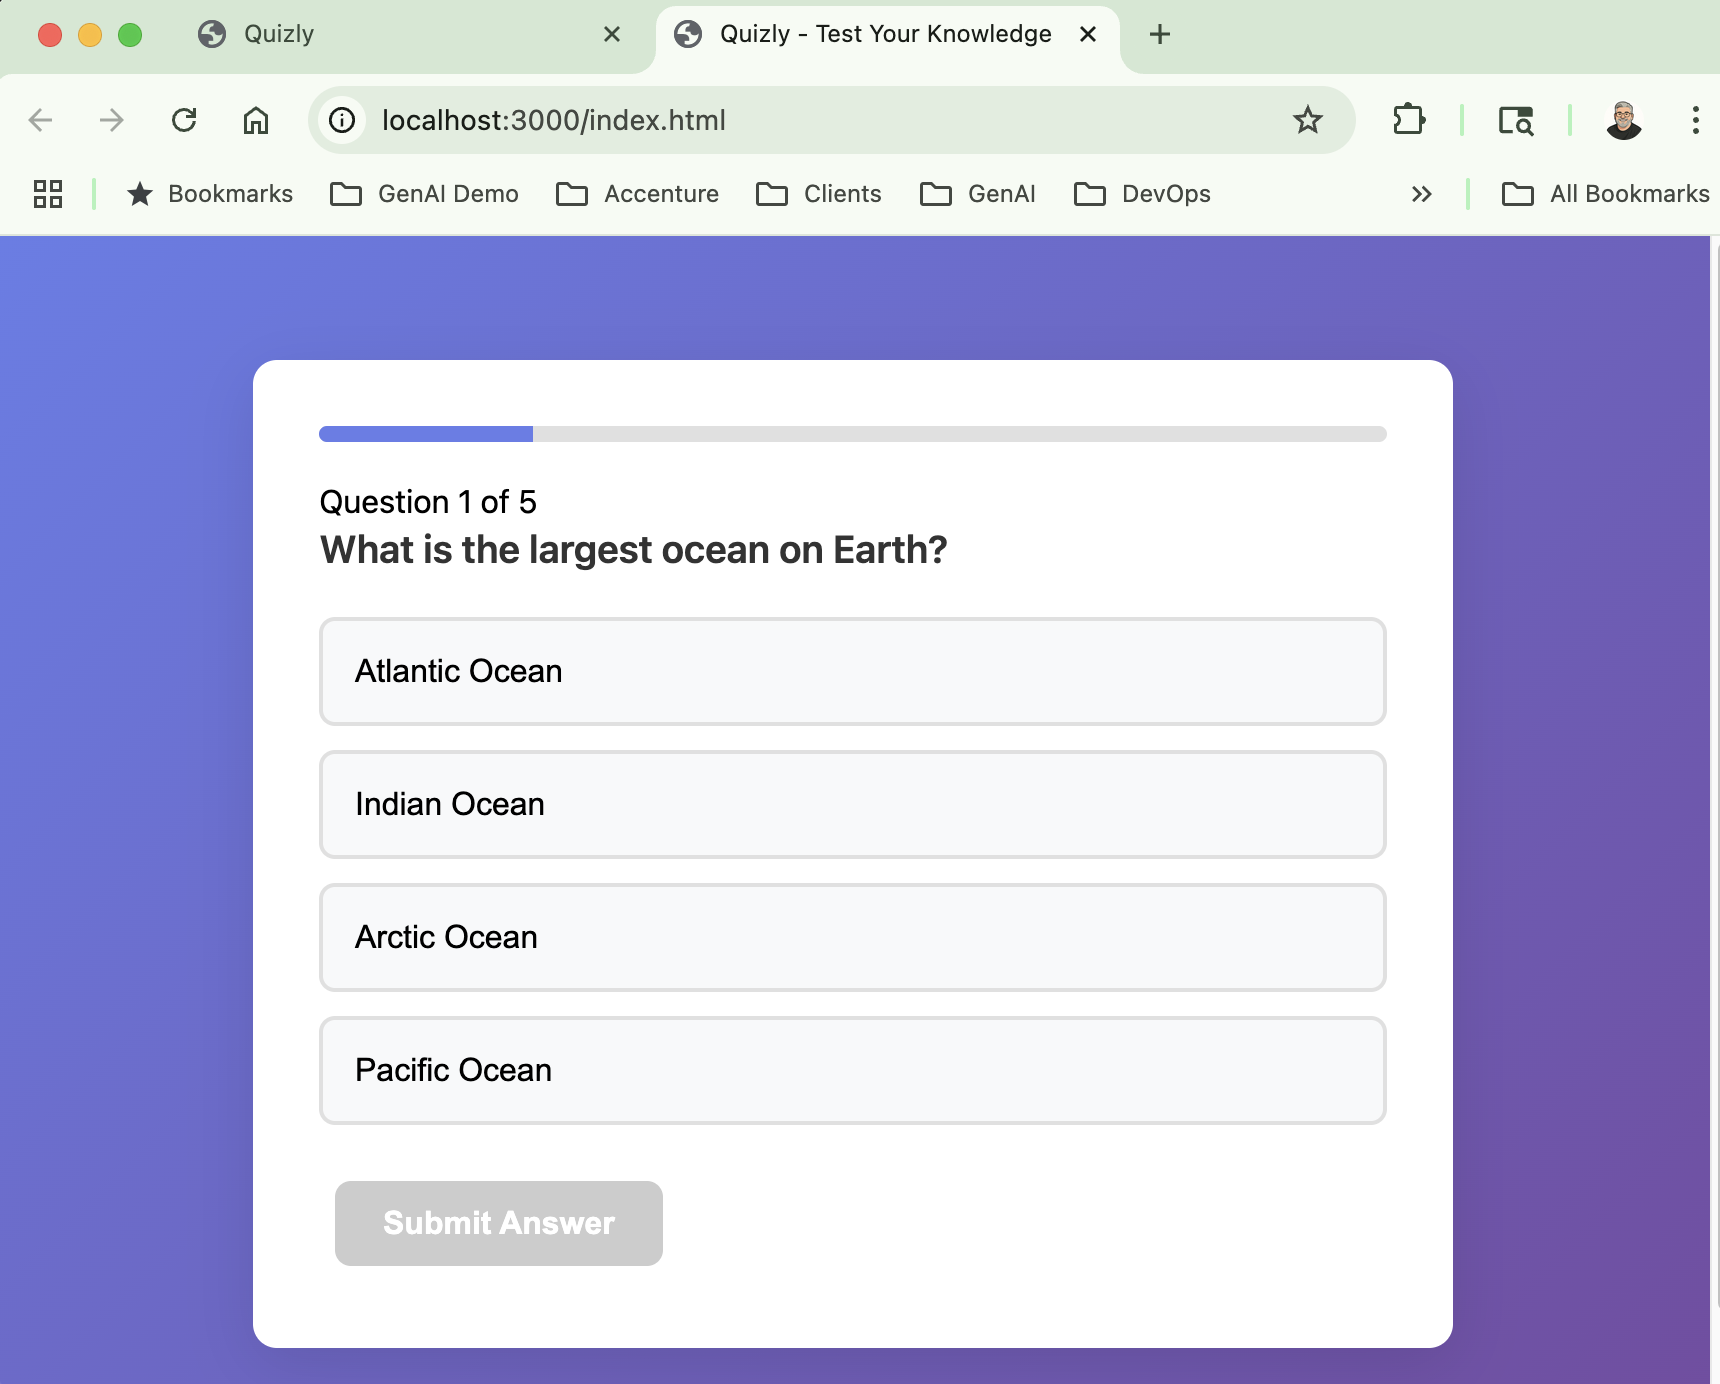 Quizly
Quizly - Test Your Knowledge
localhost:3000/index.html
Bookmarks
GenAI Demo
Accenture
Clients
GenAI
DevOps
All Bookmarks
Question 1 of 5
What is the largest ocean on Earth?
Atlantic Ocean
Indian Ocean
Arctic Ocean
Pacific Ocean
Submit Answer